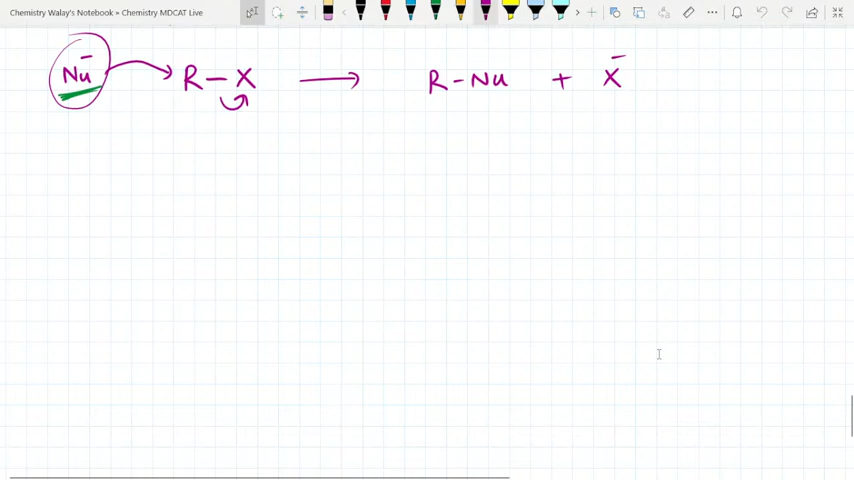 Chemistry Walay's Notebook » Chemistry MDCAT Live
Nu⁻ R-X → R-Nu + X⁻